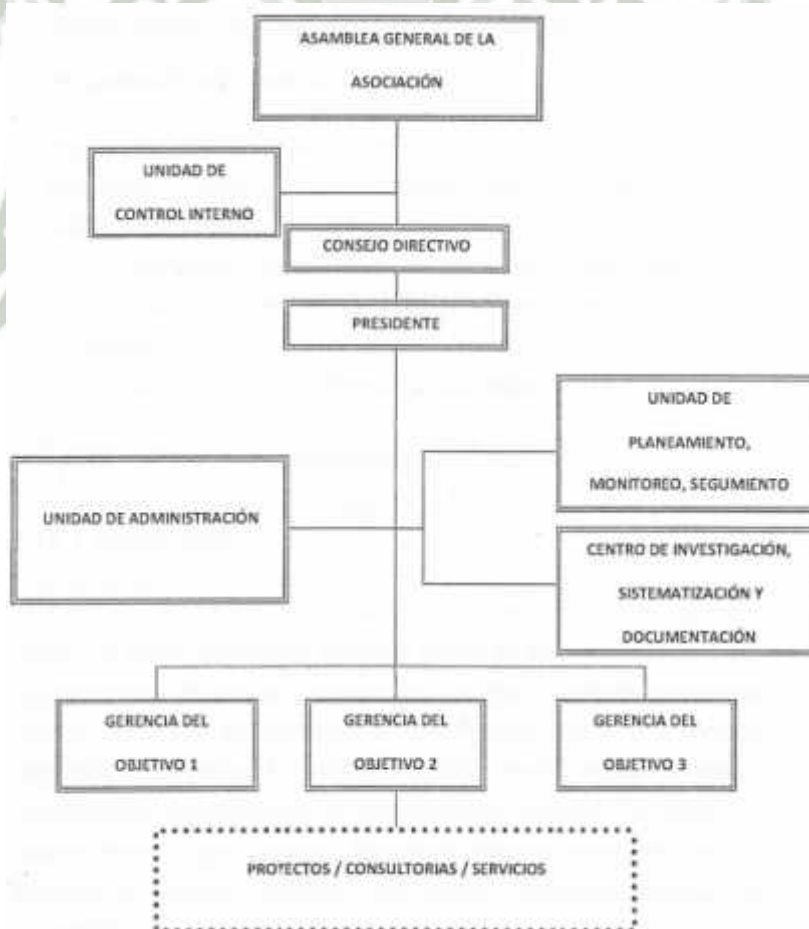 ASAMBLEA GENERAL DE LA
ASOCIACIÓN
UNIDAD DE
CONTROL INTERNO
CONSEJO DIRECTIVO
PRESIDENTE
UNIDAD DE
PLANEAMIENTO,
MONITOREO, SEGUMIENTO
UNIDAD DE ADMINISTRACIÓN
CENTRO DE INVESTIGACIÓN,
SISTEMATIZACIÓN Y
DOCUMENTACIÓN
GERENCIA DEL
OBJETIVO 1
GERENCIA DEL
OBJETIVO 2
GERENCIA DEL
OBJETIVO 3
PROYECTOS / CONSULTORIAS / SERVICIOS